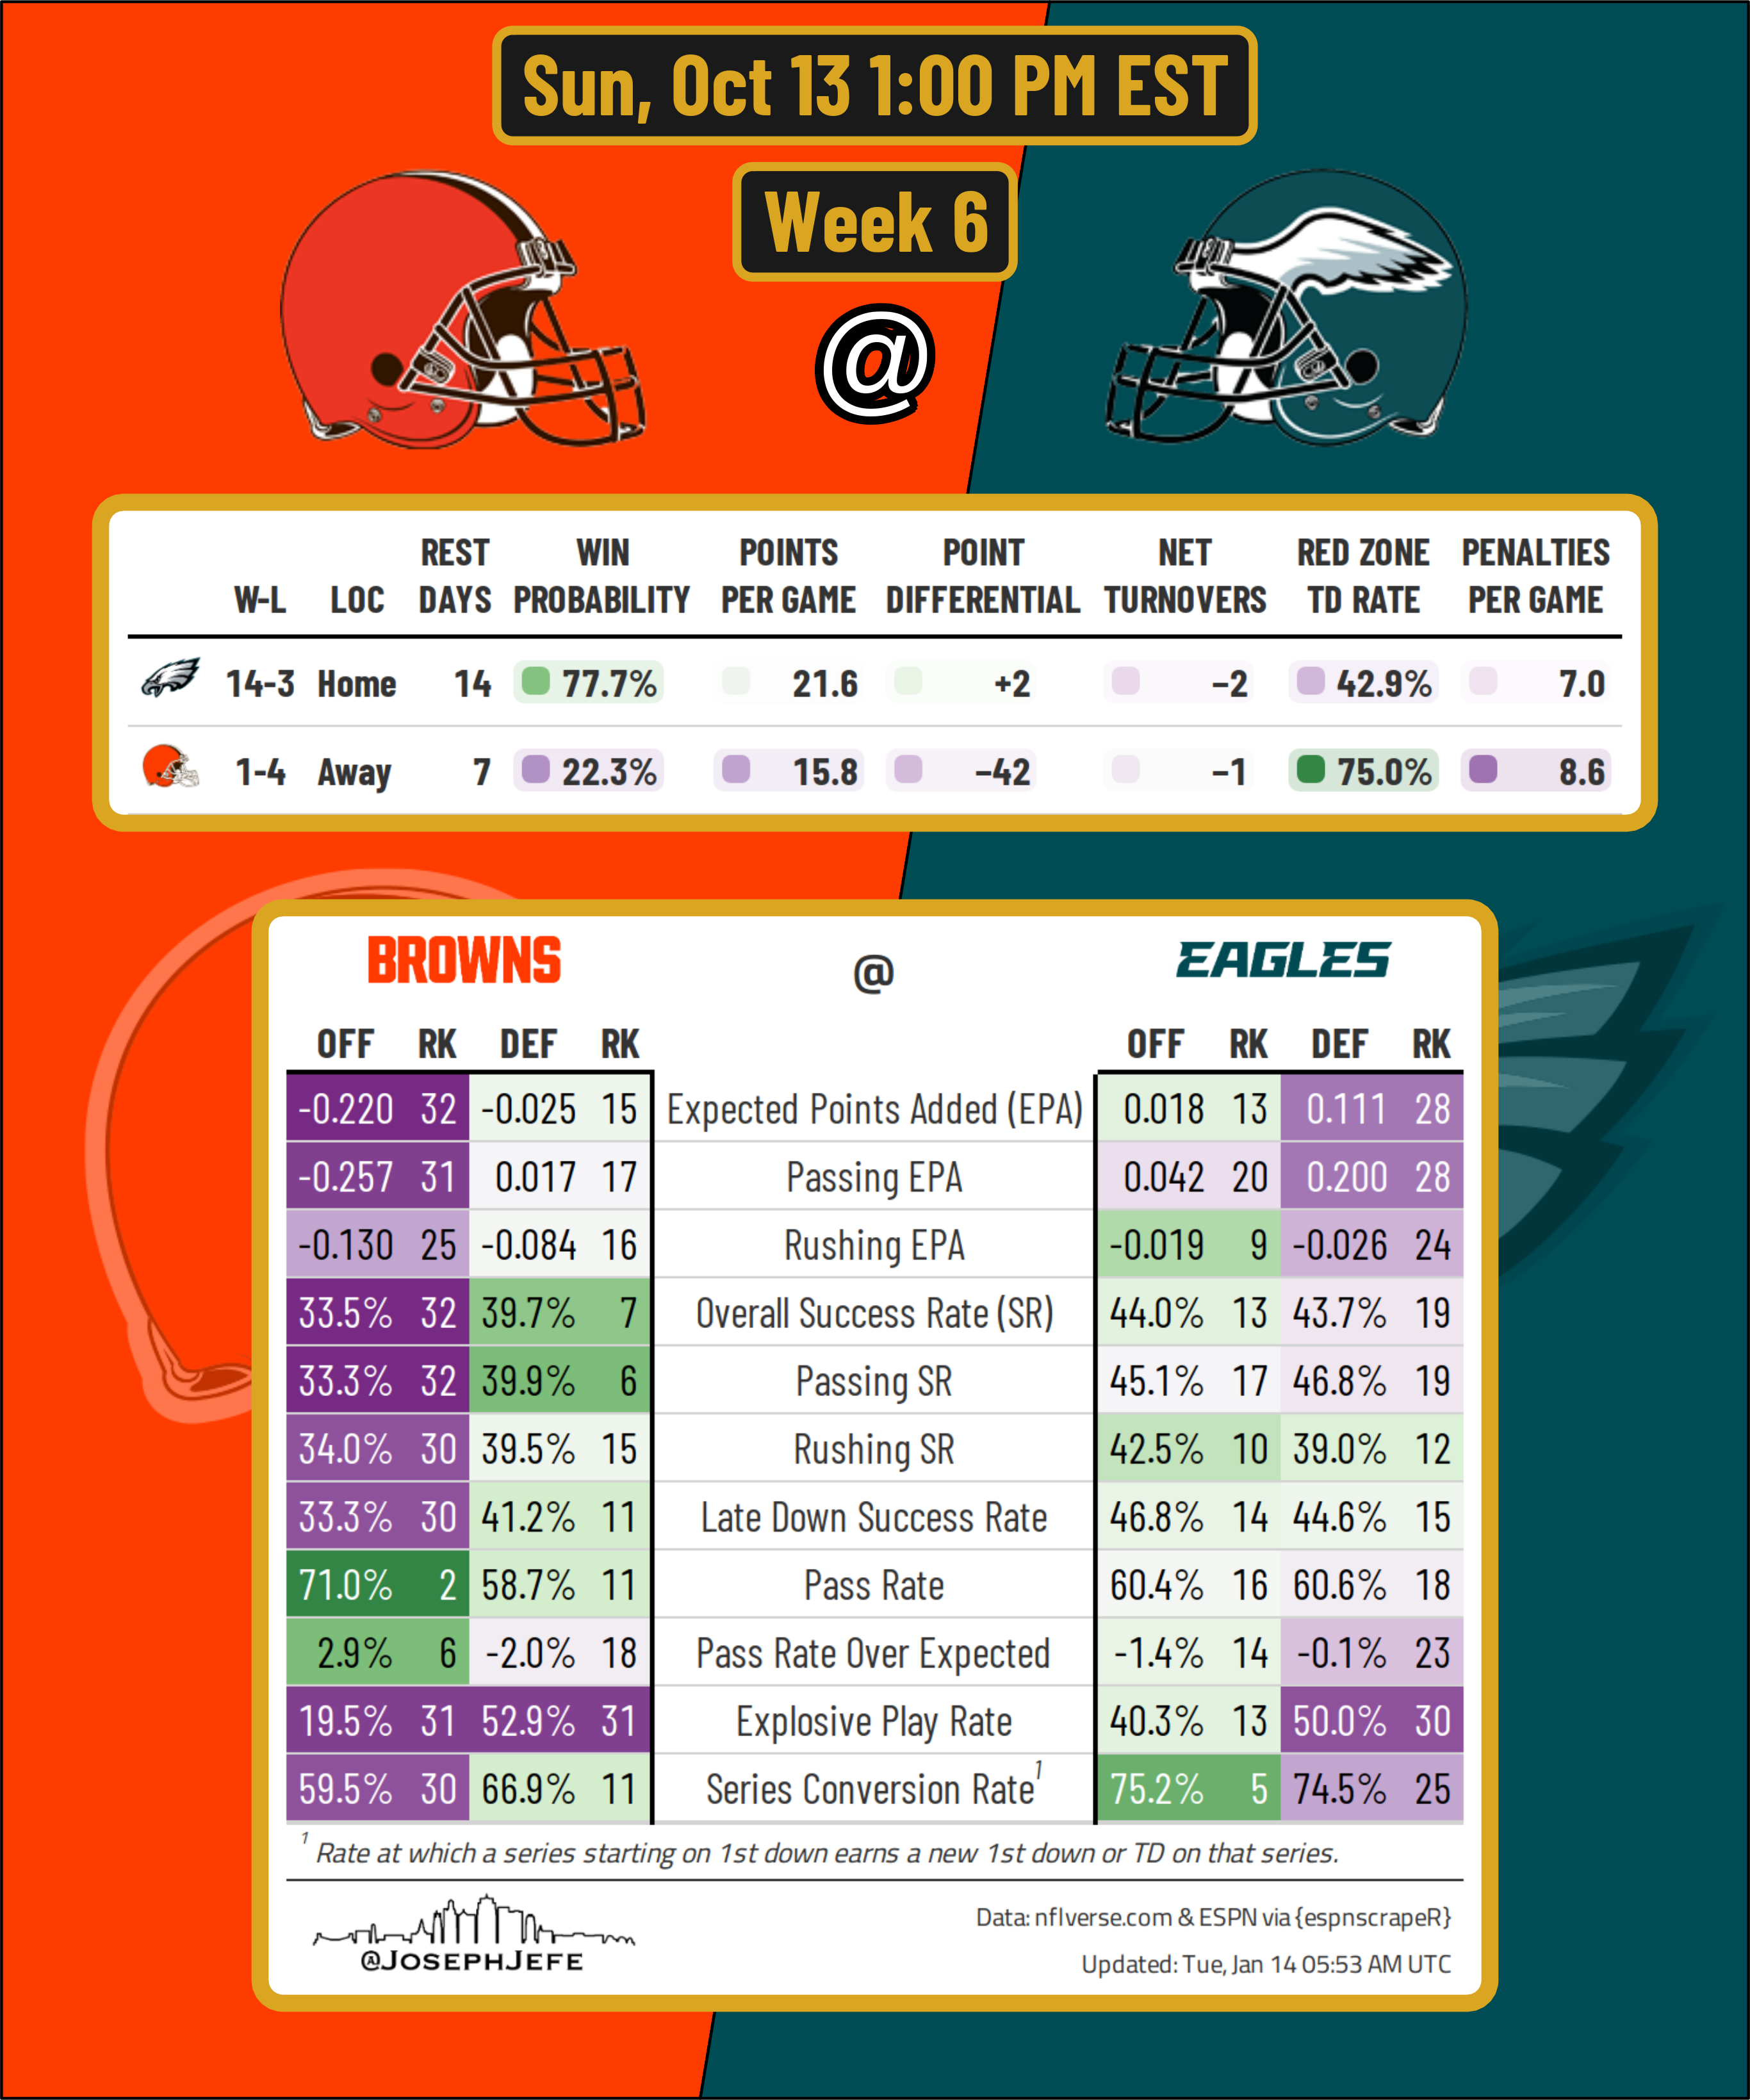 Sun, Oct 13 1:00 PM EST
Week 6
@
W-L LOC REST DAYS WIN PROBABILITY POINTS PER GAME POINT DIFFERENTIAL NET TURNOVERS RED ZONE TD RATE PENALTIES PER GAME
14-3 Home 14 77.7% 21.6 +2 −2 42.9% 7.0
1-4 Away 7 22.3% 15.8 −42 −1 75.0% 8.6
BROWNS @ EAGLES
OFF RK DEF RK OFF RK DEF RK
-0.220 32 -0.025 15 Expected Points Added (EPA) 0.018 13 0.111 28
-0.257 31 0.017 17 Passing EPA 0.042 20 0.200 28
-0.130 25 -0.084 16 Rushing EPA -0.019 9 -0.026 24
33.5% 32 39.7% 7 Overall Success Rate (SR) 44.0% 13 43.7% 19
33.3% 32 39.9% 6 Passing SR 45.1% 17 46.8% 19
34.0% 30 39.5% 15 Rushing SR 42.5% 10 39.0% 12
33.3% 30 41.2% 11 Late Down Success Rate 46.8% 14 44.6% 15
71.0% 2 58.7% 11 Pass Rate 60.4% 16 60.6% 18
2.9% 6 -2.0% 18 Pass Rate Over Expected -1.4% 14 -0.1% 23
19.5% 31 52.9% 31 Explosive Play Rate 40.3% 13 50.0% 30
59.5% 30 66.9% 11 Series Conversion Rate1 75.2% 5 74.5% 25
1 Rate at which a series starting on 1st down earns a new 1st down or TD on that series.
@JOSEPHJEFE
Data: nflverse.com & ESPN via {espnscrapeR}
Updated: Tue, Jan 14 05:53 AM UTC